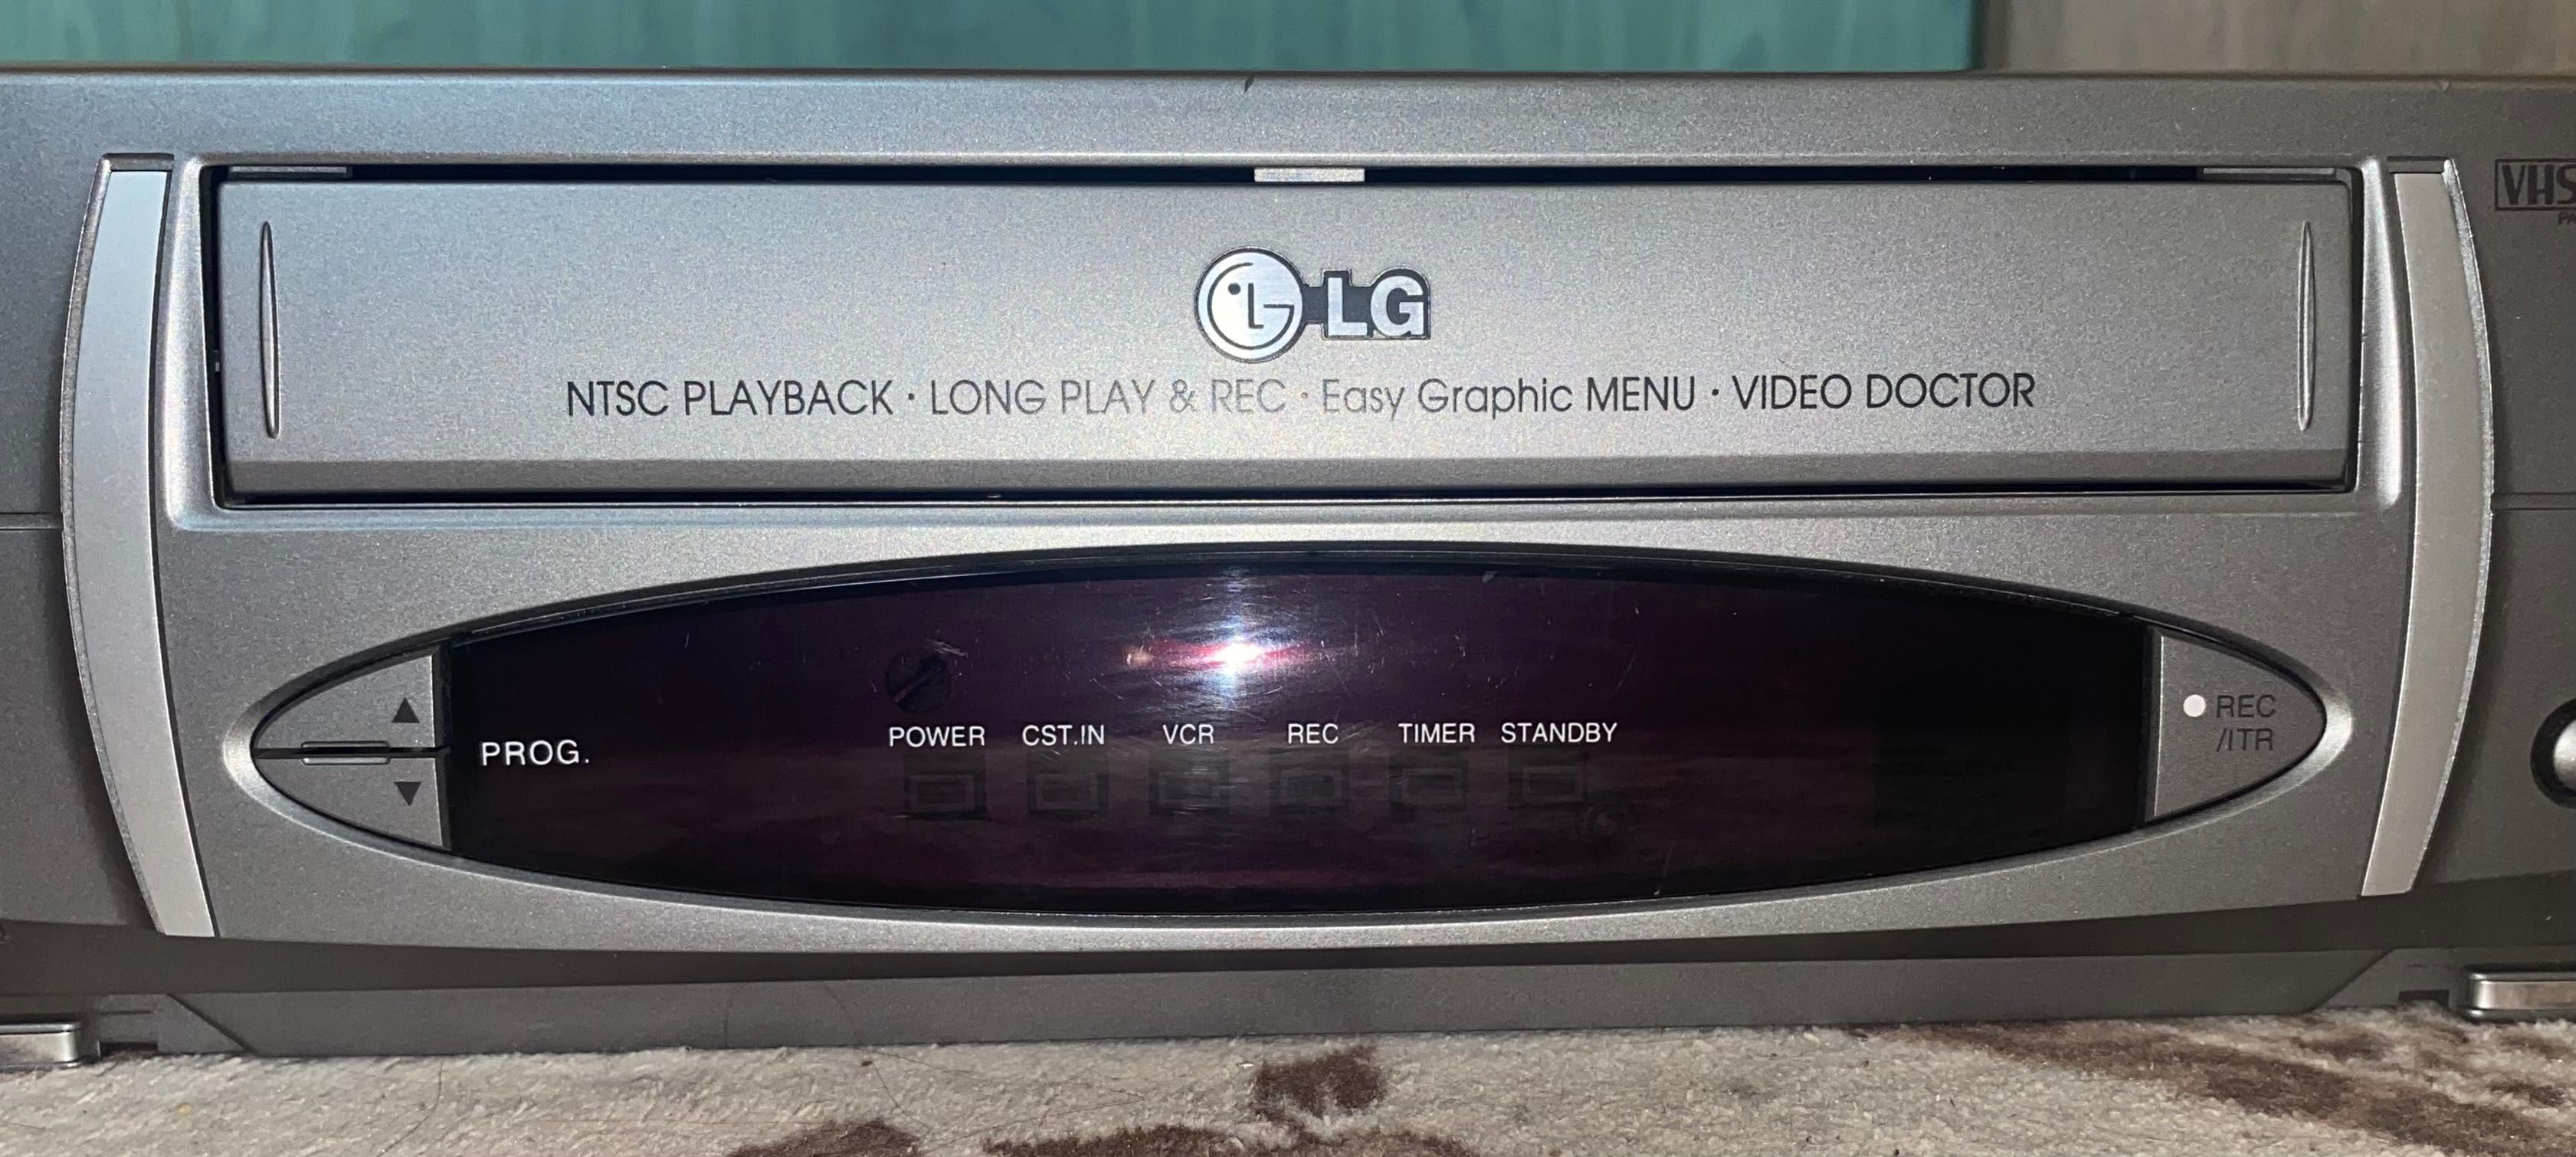 VHS
LG
NTSC PLAYBACK · LONG PLAY & REC · Easy Graphic MENU · VIDEO DOCTOR
PROG.
POWER CST.IN VCR REC TIMER STANDBY
REC
/ITR